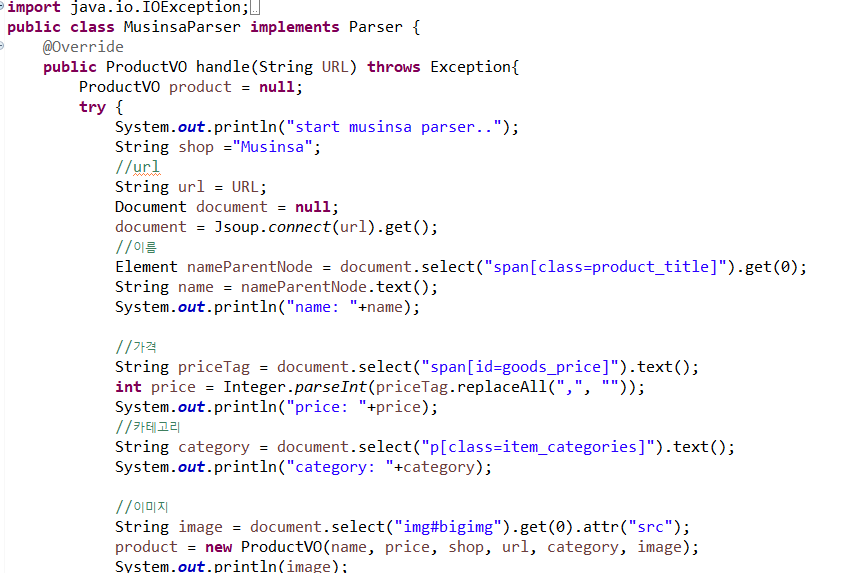 import java.io.IOException;
public class MusinsaParser implements Parser {
@Override
public ProductVO handle(String URL) throws Exception{
ProductVO product = null;
try {
System.out.println("start musinsa parser..");
String shop ="Musinsa";
//url
String url = URL;
Document document = null;
document = Jsoup.connect(url).get();
//이름
Element nameParentNode = document.select("span[class=product_title]").get(0);
String name = nameParentNode.text();
System.out.println("name: "+name);
//가격
String priceTag = document.select("span[id=goods_price]").text();
int price = Integer.parseInt(priceTag.replaceAll(",", ""));
System.out.println("price: "+price);
//카테고리
String category = document.select("p[class=item_categories]").text();
System.out.println("category: "+category);
//이미지
String image = document.select("img#bigimg").get(0).attr("src");
product = new ProductVO(name, price, shop, url, category, image);
System.out.println(image);